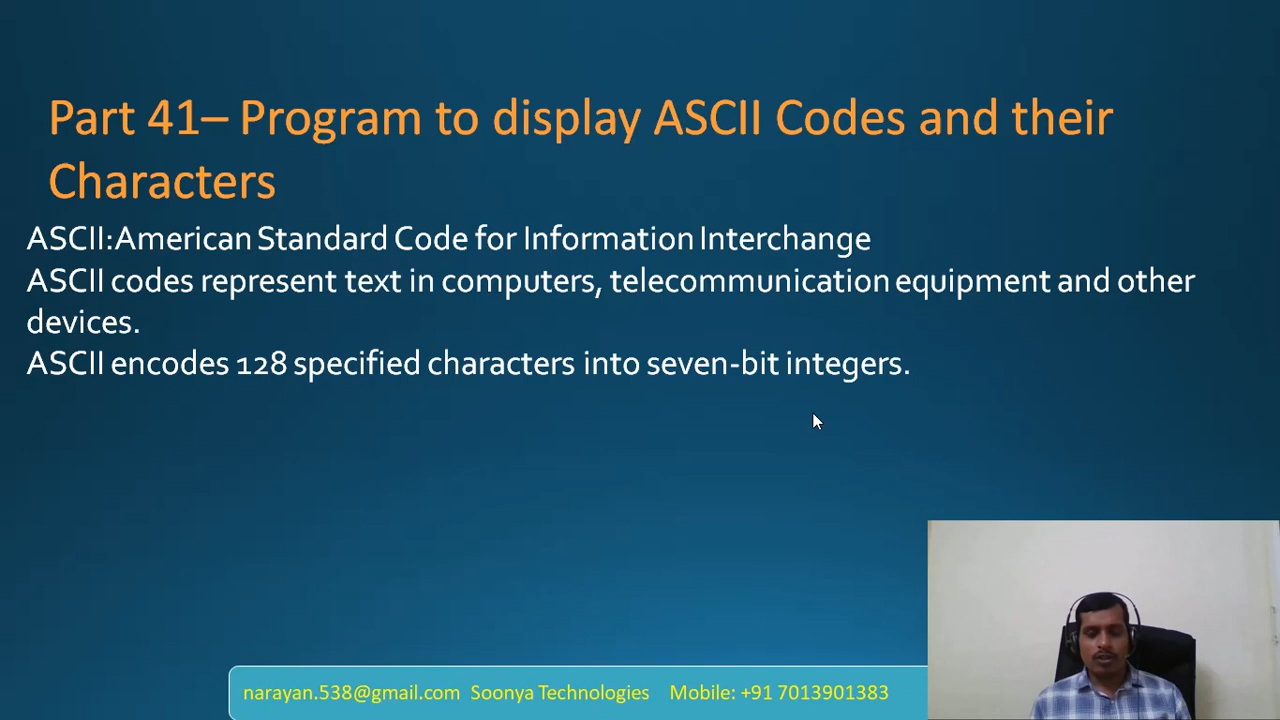 Part 41– Program to display ASCII Codes and their
Characters
ASCII:American Standard Code for Information Interchange
ASCII codes represent text in computers, telecommunication equipment and other
devices.
ASCII encodes 128 specified characters into seven-bit integers.
narayan.538@gmail.com Soonya Technologies Mobile: +91 7013901383